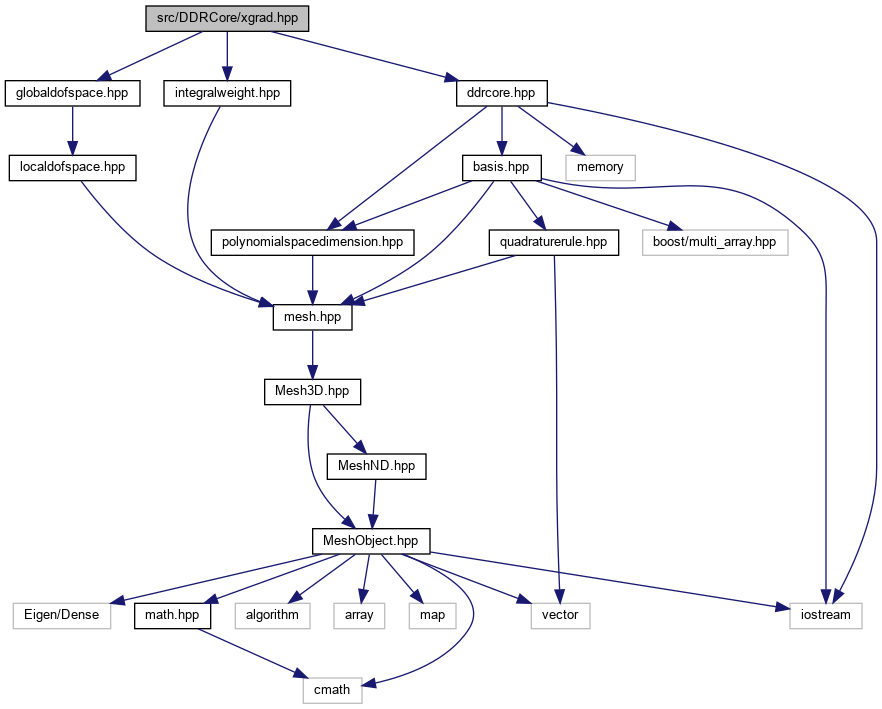 src/DDRCore/xgrad.hpp
globaldofspace.hpp
integralweight.hpp
ddrcore.hpp
localdofspace.hpp
basis.hpp
memory
polynomialspacedimension.hpp
quadraturerule.hpp
boost/multi_array.hpp
mesh.hpp
Mesh3D.hpp
MeshND.hpp
MeshObject.hpp
Eigen/Dense
math.hpp
algorithm
array
map
vector
iostream
cmath